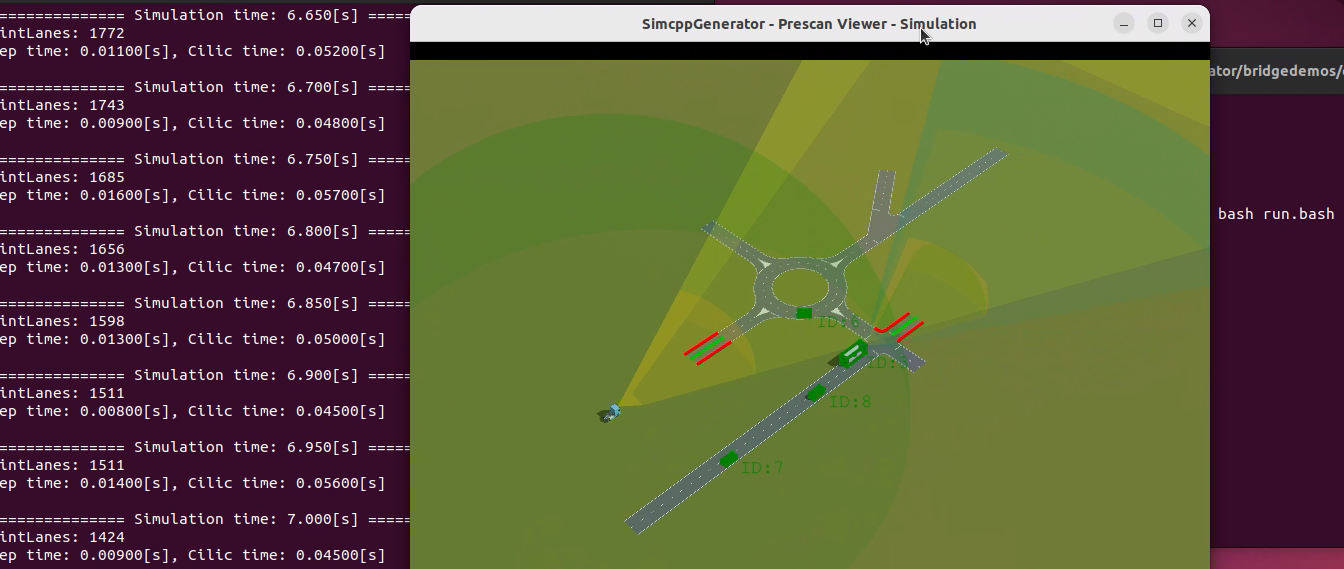 ============== Simulation time: 6.650[s] =====
intLanes: 1772
ep time: 0.01100[s], Cilic time: 0.05200[s]
============== Simulation time: 6.700[s] =====
intLanes: 1743
ep time: 0.00900[s], Cilic time: 0.04800[s]
============== Simulation time: 6.750[s] =====
intLanes: 1685
ep time: 0.01600[s], Cilic time: 0.05700[s]
============== Simulation time: 6.800[s] =====
intLanes: 1656
ep time: 0.01300[s], Cilic time: 0.04700[s]
============== Simulation time: 6.850[s] =====
intLanes: 1598
ep time: 0.01300[s], Cilic time: 0.05000[s]
============== Simulation time: 6.900[s] =====
intLanes: 1511
ep time: 0.00800[s], Cilic time: 0.04500[s]
============== Simulation time: 6.950[s] =====
intLanes: 1511
ep time: 0.01400[s], Cilic time: 0.05600[s]
============== Simulation time: 7.000[s] =====
intLanes: 1424
ep time: 0.00900[s], Cilic time: 0.04500[s]
SimcppGenerator - Prescan Viewer - Simulation
ID:8
ID:7
ator/bridgedemos/
bash run.bash